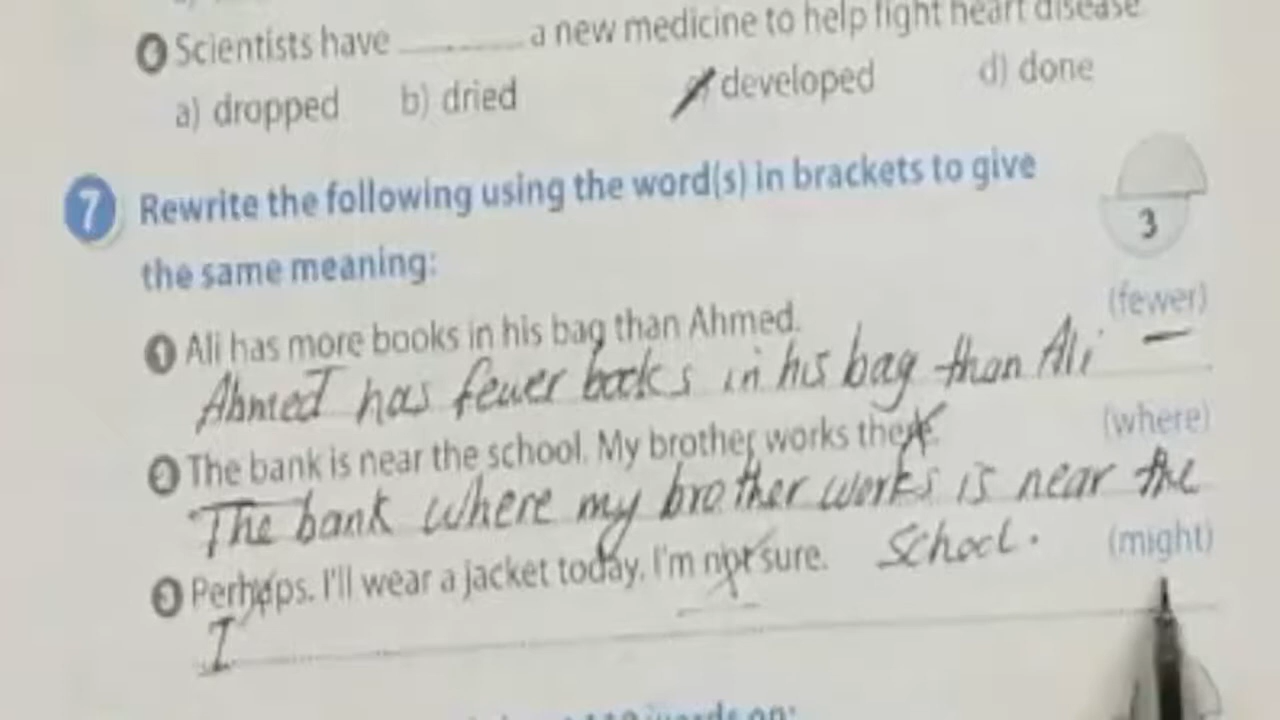 4 Scientists have ........ a new medicine to help fight heart disease
a) dropped b) dried developed d) done
7 Rewrite the following using the word(s) in brackets to give
the same meaning:
3
1 Ali has more books in his bag than Ahmed. (fewer)
Ahmed has fewer books in his bag than Ali
2 The bank is near the school. My brother works there. (where)
The bank where my brother works is near the
school.
3 Perhaps. I'll wear a jacket today. I'm not sure. (might)
I
words on: